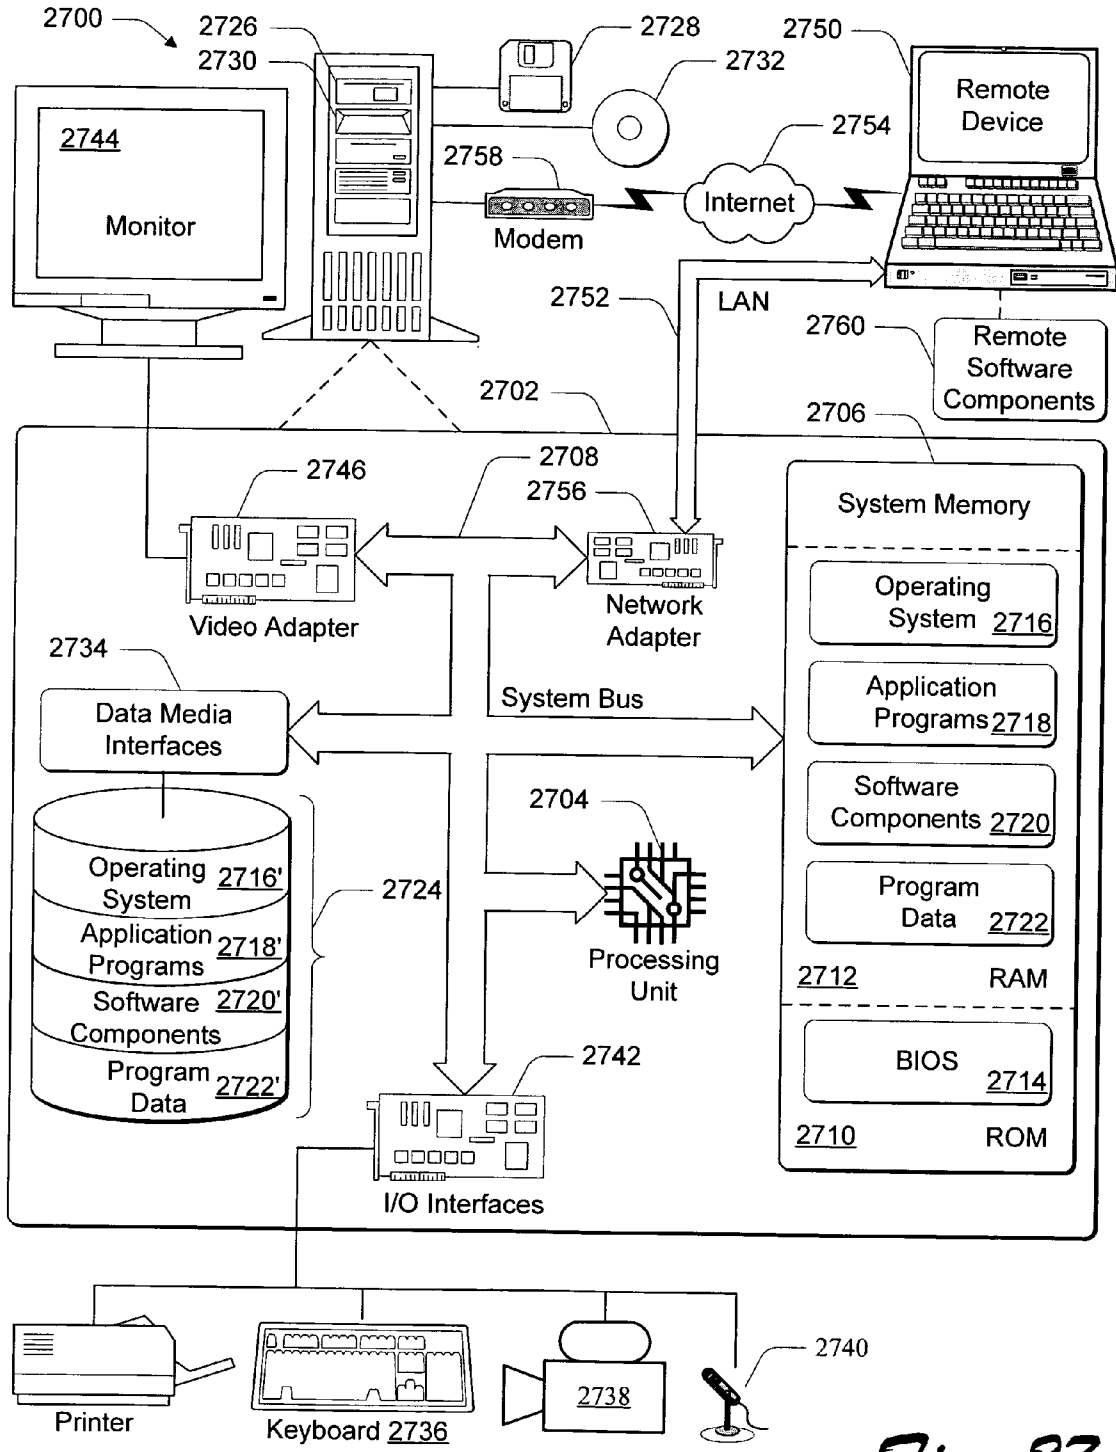 2700
2726
2730
2728
2732
2750
2744
Monitor
2758
Modem
2754
Internet
Remote
Device
2752
LAN
2760
Remote
Software
Components
2702
2706
2708
2746
2756
System Memory
Video Adapter
Network
Adapter
Operating
System 2716
2734
Data Media
Interfaces
System Bus
Application
Programs 2718
Software
Components 2720
2704
Processing
Unit
Program
Data 2722
2712 RAM
BIOS 2714
2710 ROM
Operating
System 2716'
2724
Application
Programs 2718'
Software
Components 2720'
Program
Data 2722'
2742
I/O Interfaces
Printer
Keyboard 2736
2738
2740